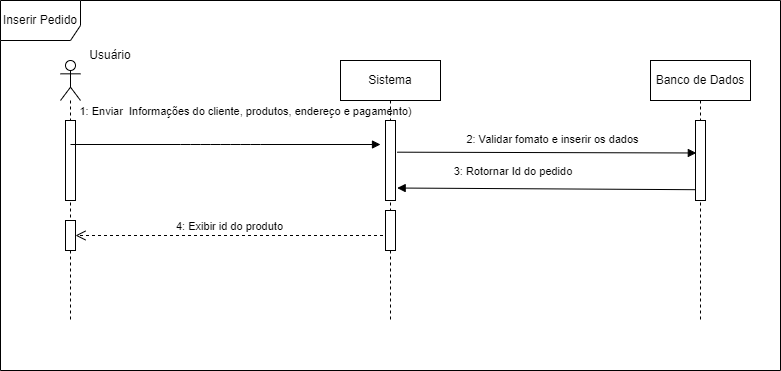 Inserir Pedido
Usuário
Sistema
Banco de Dados
1: Enviar Informações do cliente, produtos, endereço e pagamento)
2: Validar fomato e inserir os dados
3: Rotornar Id do pedido
4: Exibir id do produto